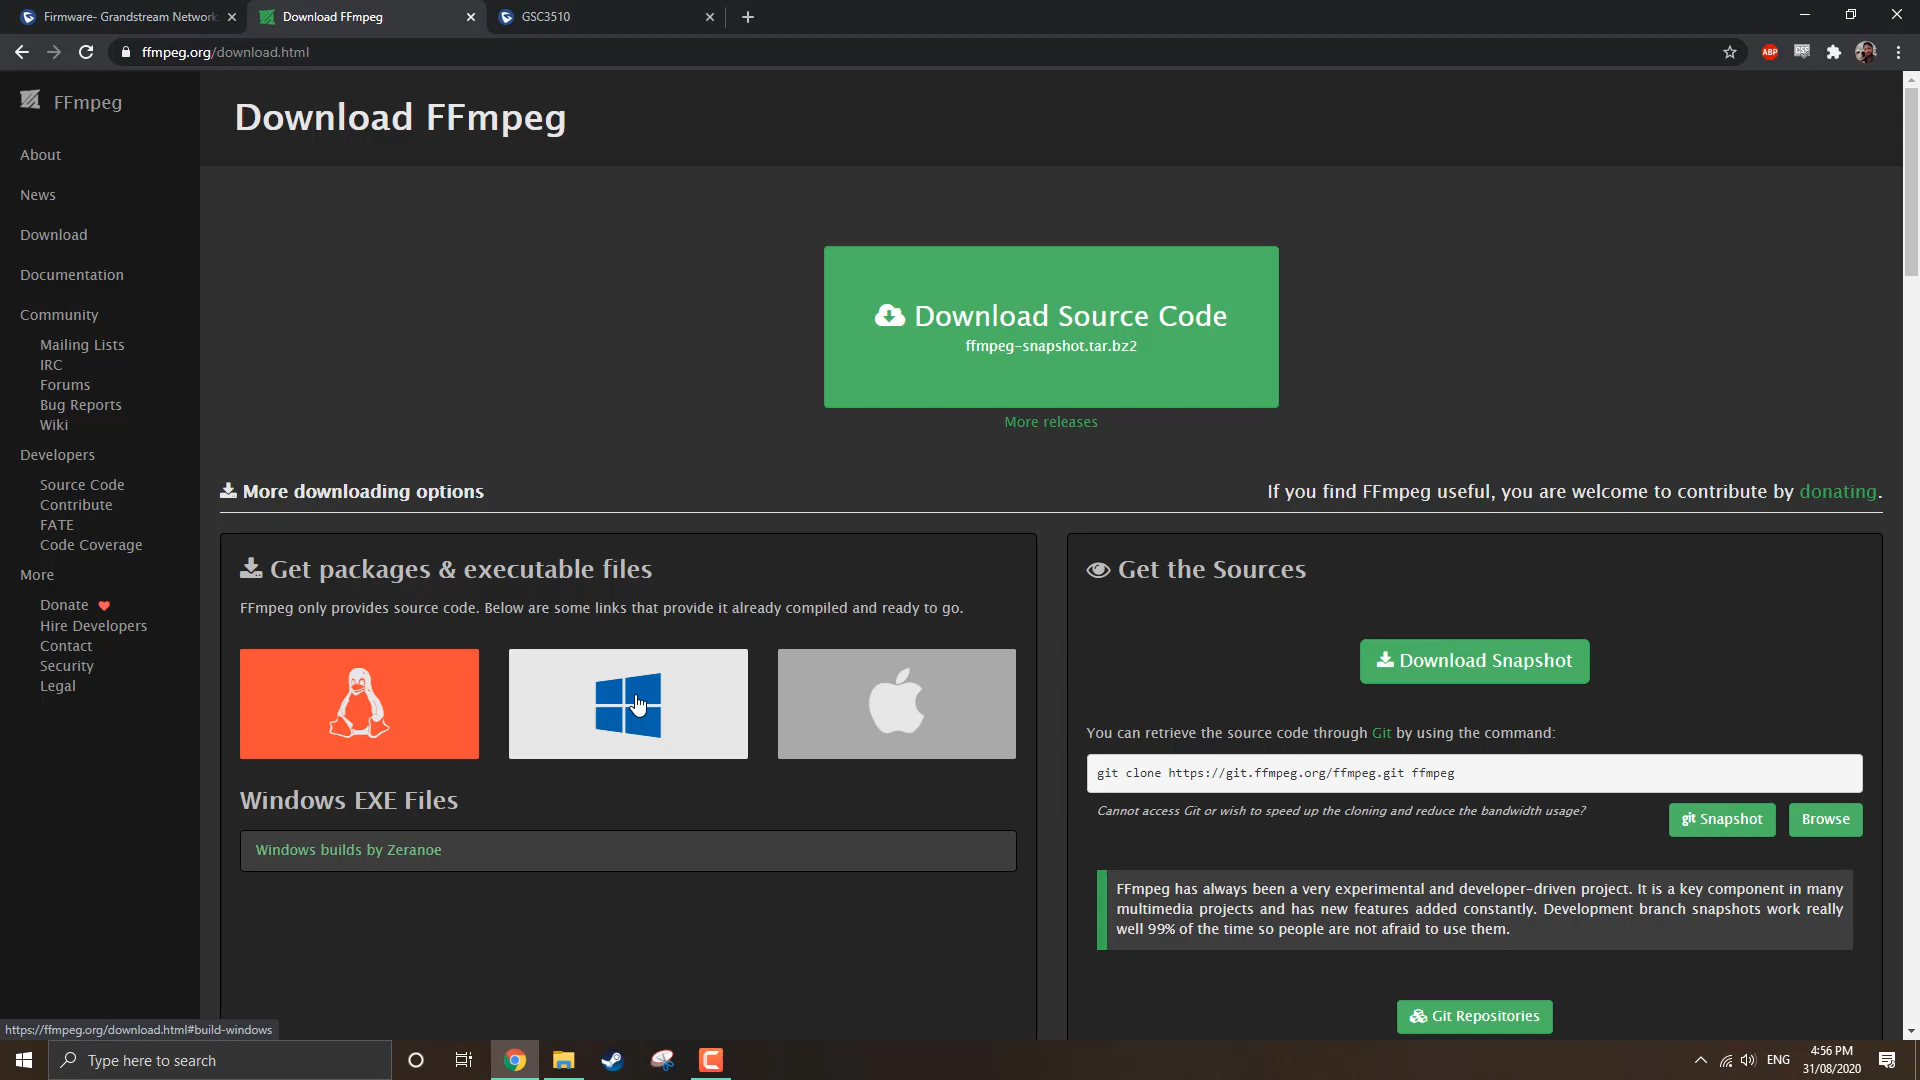 Firmware- Grandstream Network
Download FFmpeg
GSC3510
ffmpeg.org/download.html
ABP
CSP
FFmpeg
Download FFmpeg
About
News
Download
Documentation
Community
Mailing Lists
IRC
Forums
Bug Reports
Wiki
Developers
Source Code
Contribute
FATE
Code Coverage
More
Donate
Hire Developers
Contact
Security
Legal
Download Source Code
ffmpeg-snapshot.tar.bz2
More releases
More downloading options
If you find FFmpeg useful, you are welcome to contribute by donating.
Get packages & executable files
FFmpeg only provides source code. Below are some links that provide it already compiled and ready to go.
Windows EXE Files
Windows builds by Zeranoe
Get the Sources
Download Snapshot
You can retrieve the source code through Git by using the command:
git clone https://git.ffmpeg.org/ffmpeg.git ffmpeg
Cannot access Git or wish to speed up the cloning and reduce the bandwidth usage?
git Snapshot
Browse
FFmpeg has always been a very experimental and developer-driven project. It is a key component in many
multimedia projects and has new features added constantly. Development branch snapshots work really
well 99% of the time so people are not afraid to use them.
Git Repositories
https://ffmpeg.org/download.html#build-windows
Type here to search
ENG
4:56 PM
31/08/2020